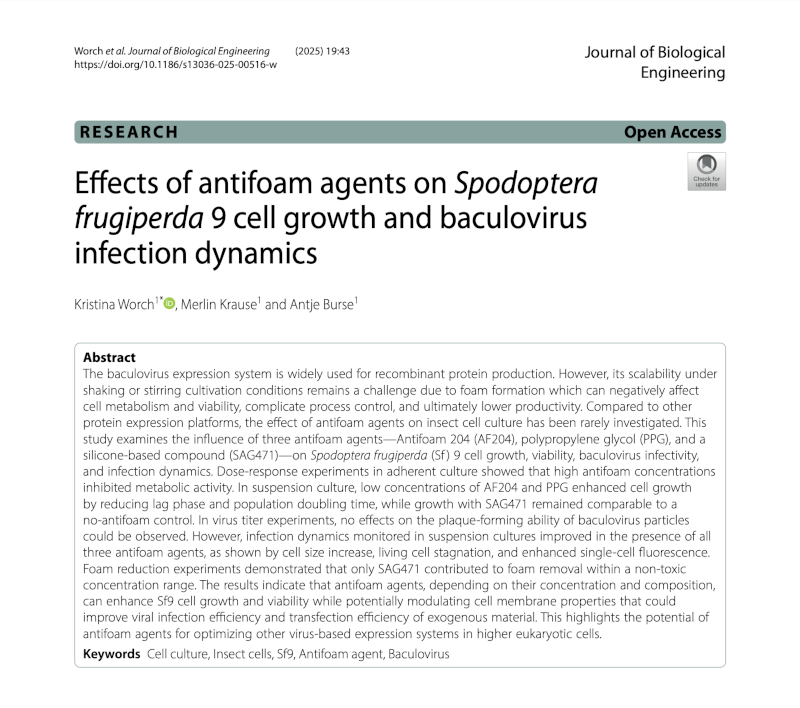 Worch et al. Journal of Biological Engineering (2025) 19:43
https://doi.org/10.1186/s13036-025-00516-w
Journal of Biological
Engineering
RESEARCH Open Access
Check for
updates
Effects of antifoam agents on Spodoptera
frugiperda 9 cell growth and baculovirus
infection dynamics
Kristina Worch1*, Merlin Krause1 and Antje Burse1
Abstract
The baculovirus expression system is widely used for recombinant protein production. However, its scalability under
shaking or stirring cultivation conditions remains a challenge due to foam formation which can negatively affect
cell metabolism and viability, complicate process control, and ultimately lower productivity. Compared to other
protein expression platforms, the effect of antifoam agents on insect cell culture has been rarely investigated. This
study examines the influence of three antifoam agents—Antifoam 204 (AF204), polypropylene glycol (PPG), and a
silicone-based compound (SAG471)—on Spodoptera frugiperda (Sf) 9 cell growth, viability, baculovirus infectivity,
and infection dynamics. Dose-response experiments in adherent culture showed that high antifoam concentrations
inhibited metabolic activity. In suspension culture, low concentrations of AF204 and PPG enhanced cell growth
by reducing lag phase and population doubling time, while growth with SAG471 remained comparable to a
no-antifoam control. In virus titer experiments, no effects on the plaque-forming ability of baculovirus particles
could be observed. However, infection dynamics monitored in suspension cultures improved in the presence of all
three antifoam agents, as shown by cell size increase, living cell stagnation, and enhanced single-cell fluorescence.
Foam reduction experiments demonstrated that only SAG471 contributed to foam removal within a non-toxic
concentration range. The results indicate that antifoam agents, depending on their concentration and composition,
can enhance Sf9 cell growth and viability while potentially modulating cell membrane properties that could
improve viral infection efficiency and transfection efficiency of exogenous material. This highlights the potential of
antifoam agents for optimizing other virus-based expression systems in higher eukaryotic cells.
Keywords Cell culture, Insect cells, Sf9, Antifoam agent, Baculovirus